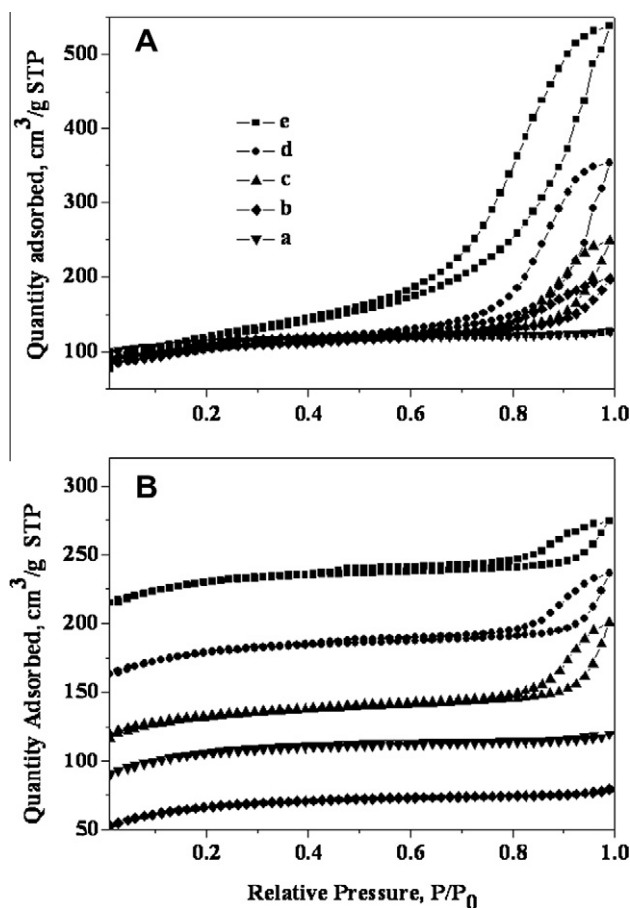 A
Quantity adsorbed, cm³/g STP
500
400
300
200
100
e
d
c
b
a
0.2
0.4
0.6
0.8
1.0
B
Quantity Adsorbed, cm³/g STP
300
250
200
150
100
50
0.2
0.4
0.6
0.8
1.0
Relative Pressure, P/P₀